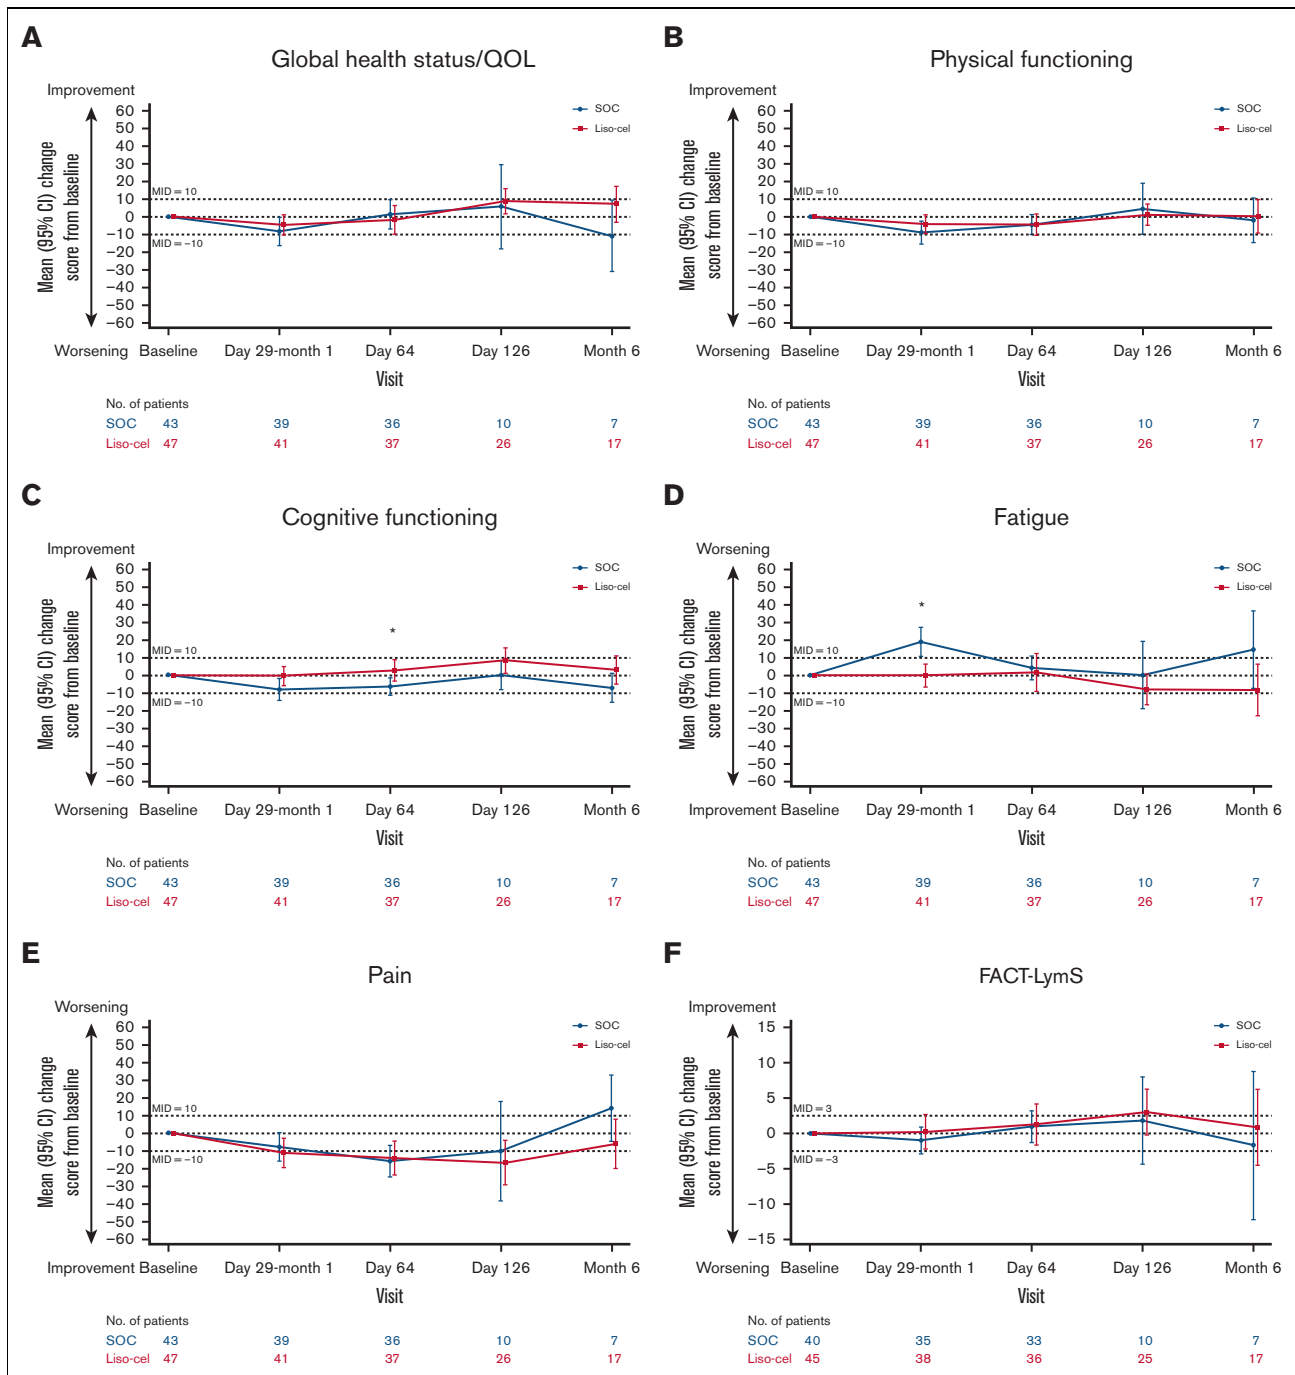 A
Global health status/QOL
Improvement
SOC
Liso-cel
Mean (95% CI) change
score from baseline
60
50
40
30
20
10
0
−10
−20
−30
−40
−50
−60
MID = 10
MID = −10
Worsening Baseline Day 29-month 1 Day 64 Day 126 Month 6
Visit
No. of patients
SOC 43 39 36 10 7
Liso-cel 47 41 37 26 17
B
Physical functioning
Improvement
SOC
Liso-cel
Mean (95% CI) change
score from baseline
60
50
40
30
20
10
0
−10
−20
−30
−40
−50
−60
MID = 10
MID = −10
Worsening Baseline Day 29-month 1 Day 64 Day 126 Month 6
Visit
No. of patients
SOC 43 39 36 10 7
Liso-cel 47 41 37 26 17
C
Cognitive functioning
Improvement
SOC
Liso-cel
Mean (95% CI) change
score from baseline
60
50
40
30
20
10
0
−10
−20
−30
−40
−50
−60
*
MID = 10
MID = −10
Worsening Baseline Day 29-month 1 Day 64 Day 126 Month 6
Visit
No. of patients
SOC 43 39 36 10 7
Liso-cel 47 41 37 26 17
D
Fatigue
Worsening
SOC
Liso-cel
Mean (95% CI) change
score from baseline
60
50
40
30
20
10
0
−10
−20
−30
−40
−50
−60
*
MID = 10
MID = −10
Improvement Baseline Day 29-month 1 Day 64 Day 126 Month 6
Visit
No. of patients
SOC 43 39 36 10 7
Liso-cel 47 41 37 26 17
E
Pain
Worsening
SOC
Liso-cel
Mean (95% CI) change
score from baseline
60
50
40
30
20
10
0
−10
−20
−30
−40
−50
−60
MID = 10
MID = −10
Improvement Baseline Day 29-month 1 Day 64 Day 126 Month 6
Visit
No. of patients
SOC 43 39 36 10 7
Liso-cel 47 41 37 26 17
F
FACT-LymS
Improvement
SOC
Liso-cel
Mean (95% CI) change
score from baseline
15
10
5
0
−5
−10
−15
MID = 3
MID = −3
Worsening Baseline Day 29-month 1 Day 64 Day 126 Month 6
Visit
No. of patients
SOC 40 35 33 10 7
Liso-cel 45 38 36 25 17